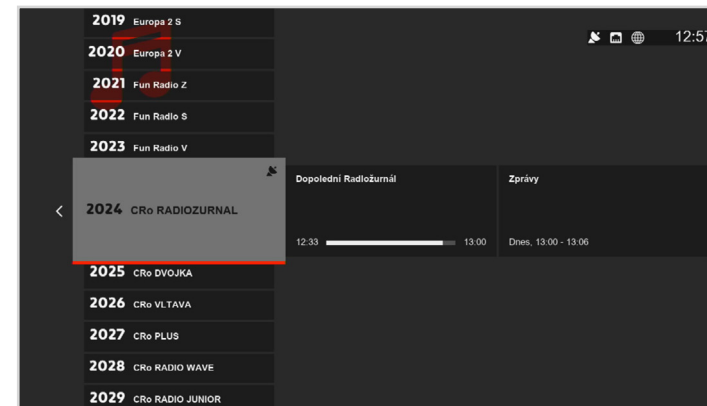 2019 Europa 2 S
12:57
2020 Europa 2 V
2021 Fun Radio Z
2022 Fun Radio S
2023 Fun Radio V
2024 CRo RADIOZURNAL
Dopolední Radložurnál
12:33 13:00
Zprávy
Dnes, 13:00 - 13:06
2025 CRo DVOJKA
2026 CRo VLTAVA
2027 CRo PLUS
2028 CRo RADIO WAVE
2029 CRo RADIO JUNIOR